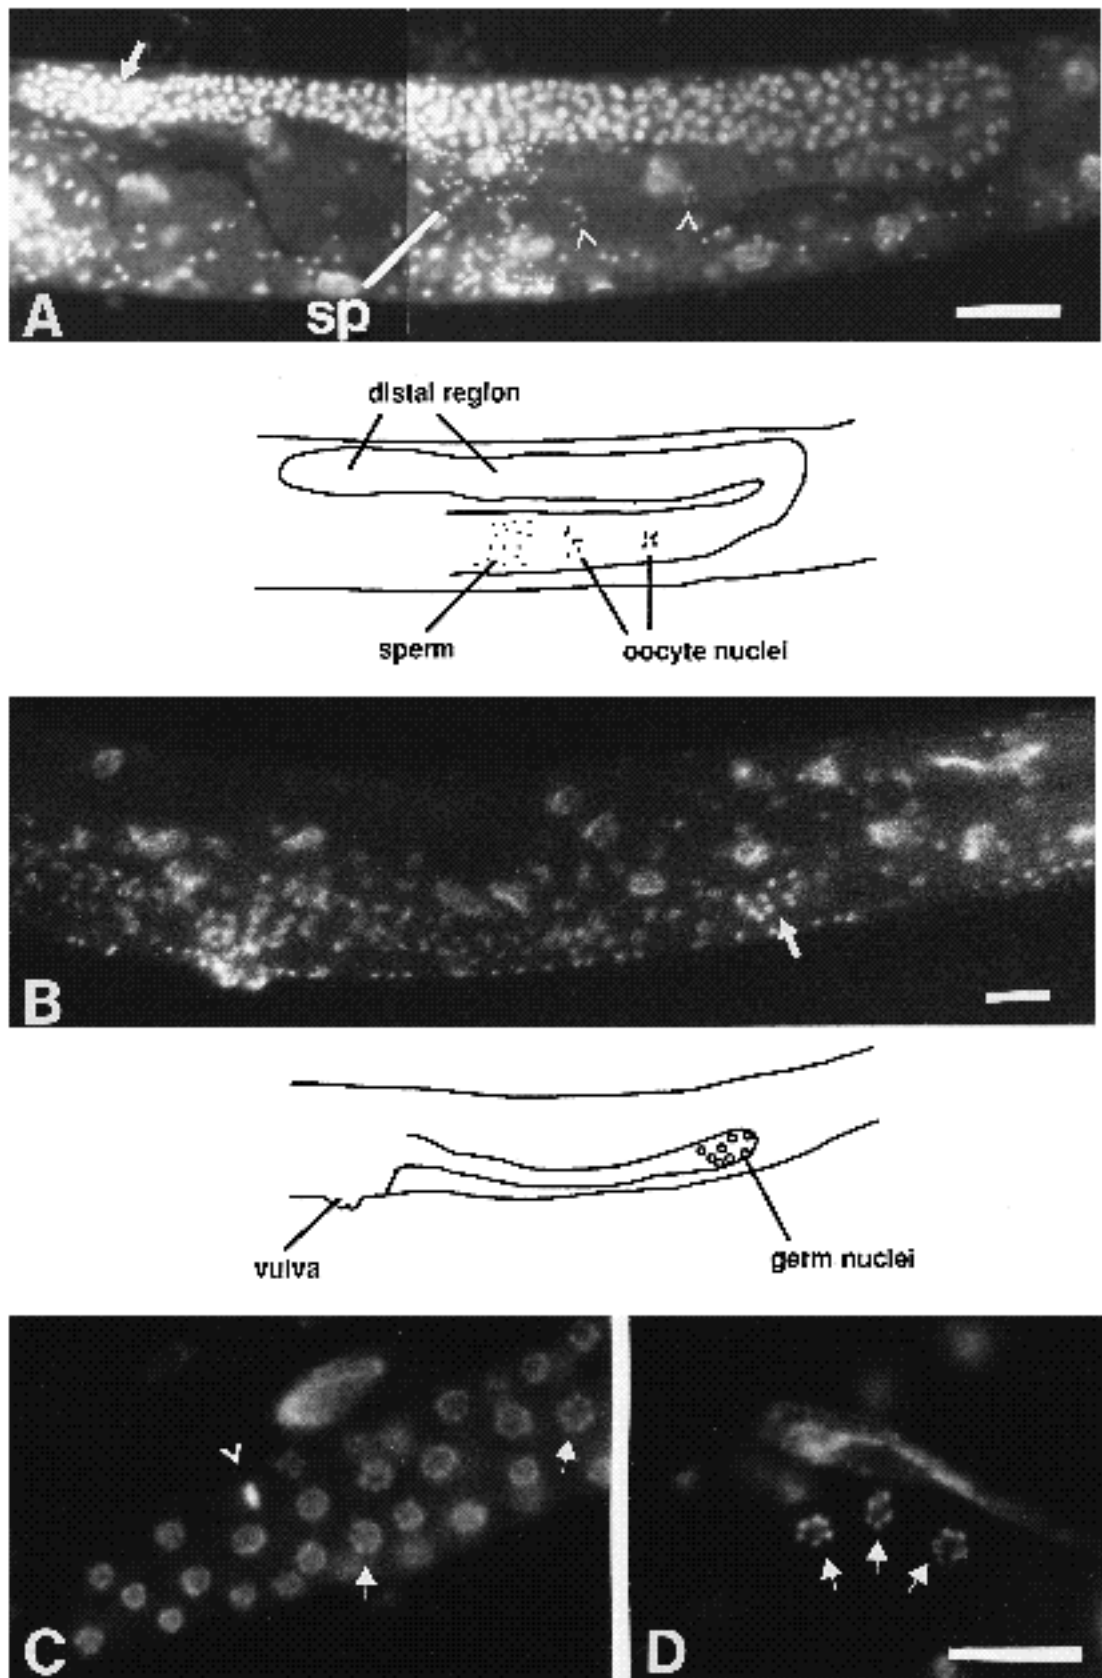 sp
A
distal region
sperm
oocyte nuclei
B
vulva
germ nuclei
C
D